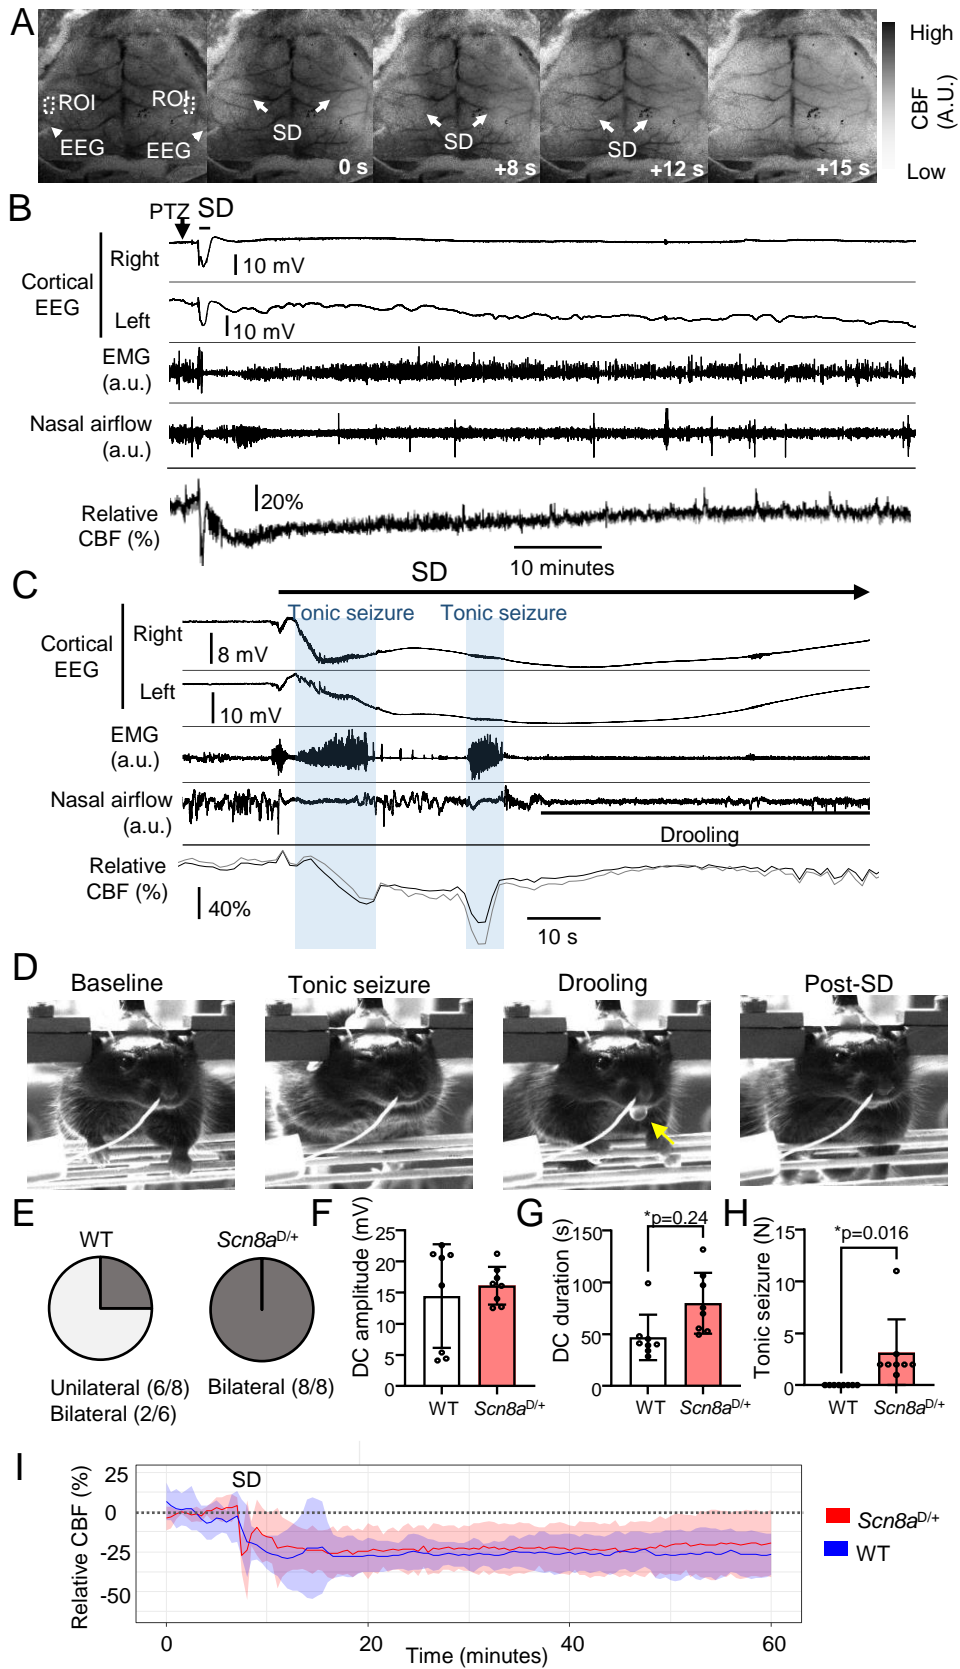 A
ROI
ROI
EEG
EEG
SD
0 s
SD
+8 s
SD
+12 s
+15 s
High
CBF
(A.U.)
Low
B
PTZ
SD
Cortical
EEG
Right
10 mV
Left
10 mV
EMG
(a.u.)
Nasal airflow
(a.u.)
Relative
CBF (%)
20%
10 minutes
C
SD
Tonic seizure
Tonic seizure
Cortical
EEG
Right
8 mV
Left
10 mV
EMG
(a.u.)
Nasal airflow
(a.u.)
Drooling
Relative
CBF (%)
40%
10 s
D
Baseline
Tonic seizure
Drooling
Post-SD
E
WT
Scn8aD/+
Unilateral (6/8)
Bilateral (2/6)
Bilateral (8/8)
F
DC amplitude (mV)
25
20
15
10
5
0
WT
Scn8aD/+
G
DC duration (s)
*p=0.24
150
100
50
0
WT
Scn8aD/+
H
Tonic seizure (N)
*p=0.016
15
10
5
0
WT
Scn8aD/+
I
Relative CBF (%)
25
0
-25
-50
SD
0
20
40
60
Time (minutes)
Scn8aD/+
WT